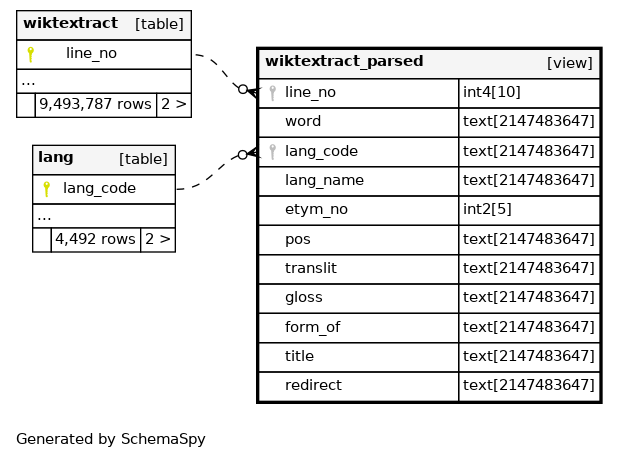 wiktextract [table]
line_no
...
9,493,787 rows 2 >
lang [table]
lang_code
...
4,492 rows 2 >
wiktextract_parsed [view]
line_no int4[10]
word text[2147483647]
lang_code text[2147483647]
lang_name text[2147483647]
etym_no int2[5]
pos text[2147483647]
translit text[2147483647]
gloss text[2147483647]
form_of text[2147483647]
title text[2147483647]
redirect text[2147483647]
Generated by SchemaSpy